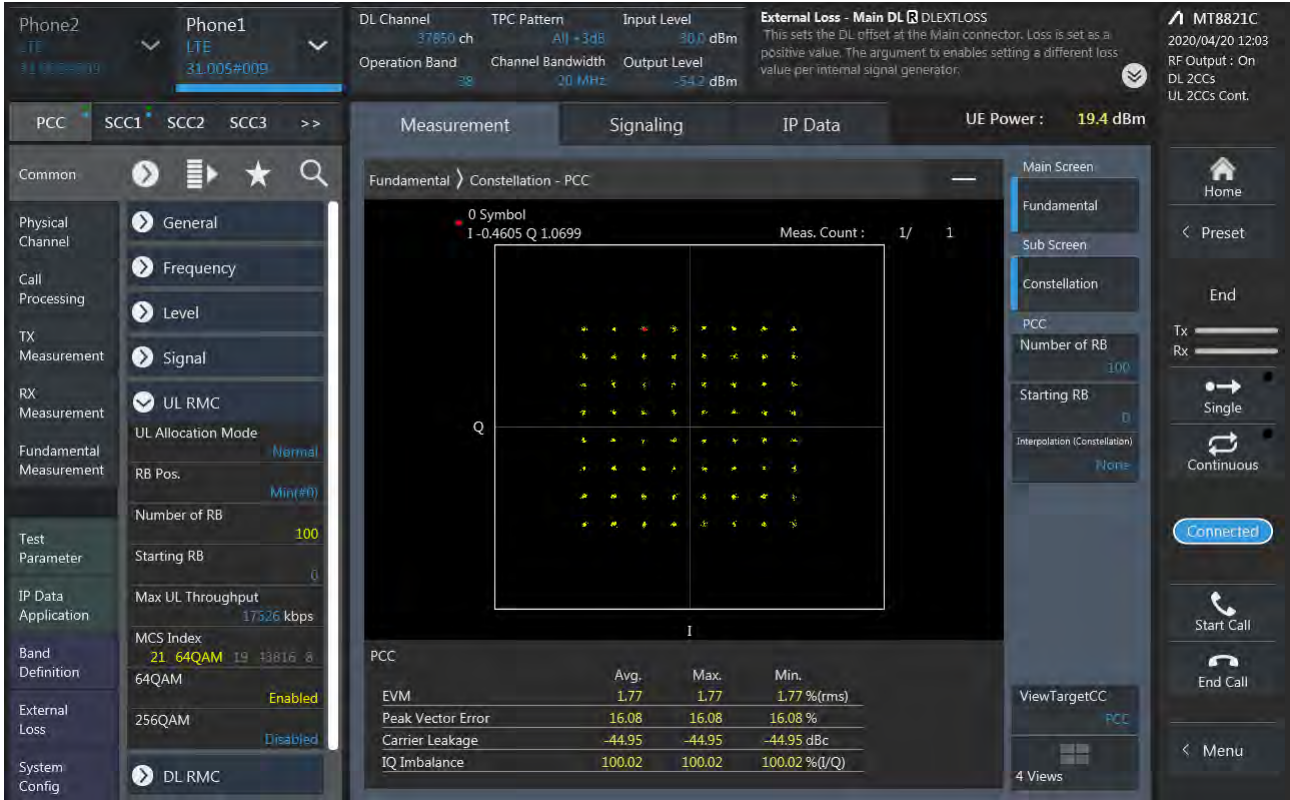 Phone2
LTE
31.005#009
Phone1
LTE
31.005#009
DL Channel
37850 ch
Operation Band
38
TPC Pattern
All +3dB
Channel Bandwidth
20 MHz
Input Level
30.0 dBm
Output Level
-54.2 dBm
External Loss - Main DL R DLEXTLOSS
This sets the DL offset at the Main connector. Loss is set as a
positive value. The argument tx enables setting a different loss
value per internal signal generator.
MT8821C
2020/04/20 12:03
RF Output : On
DL 2CCs
UL 2CCs Cont.
PCC SCC1 SCC2 SCC3 >>
Measurement Signaling IP Data
UE Power : 19.4 dBm
Common
Physical
Channel
Call
Processing
TX
Measurement
RX
Measurement
Fundamental
Measurement
Test
Parameter
IP Data
Application
Band
Definition
External
Loss
System
Config
General
Frequency
Level
Signal
UL RMC
UL Allocation Mode
Normal
RB Pos.
Min(#0)
Number of RB
100
Starting RB
0
Max UL Throughput
17526 kbps
MCS Index
21 64QAM 19 43816 8
64QAM
Enabled
256QAM
Disabled
DL RMC
Fundamental 〉 Constellation - PCC
0 Symbol
I -0.4605 Q 1.0699
Meas. Count : 1/ 1
Q
I
PCC
Avg. Max. Min.
EVM 1.77 1.77 1.77 %(rms)
Peak Vector Error 16.08 16.08 16.08 %
Carrier Leakage -44.95 -44.95 -44.95 dBc
IQ Imbalance 100.02 100.02 100.02 %(I/Q)
Main Screen
Fundamental
Sub Screen
Constellation
PCC
Number of RB
100
Starting RB
0
Interpolation (Constellation)
None
ViewTargetCC
PCC
4 Views
Home
< Preset
End
Tx
Rx
Single
Continuous
Connected
Start Call
End Call
< Menu